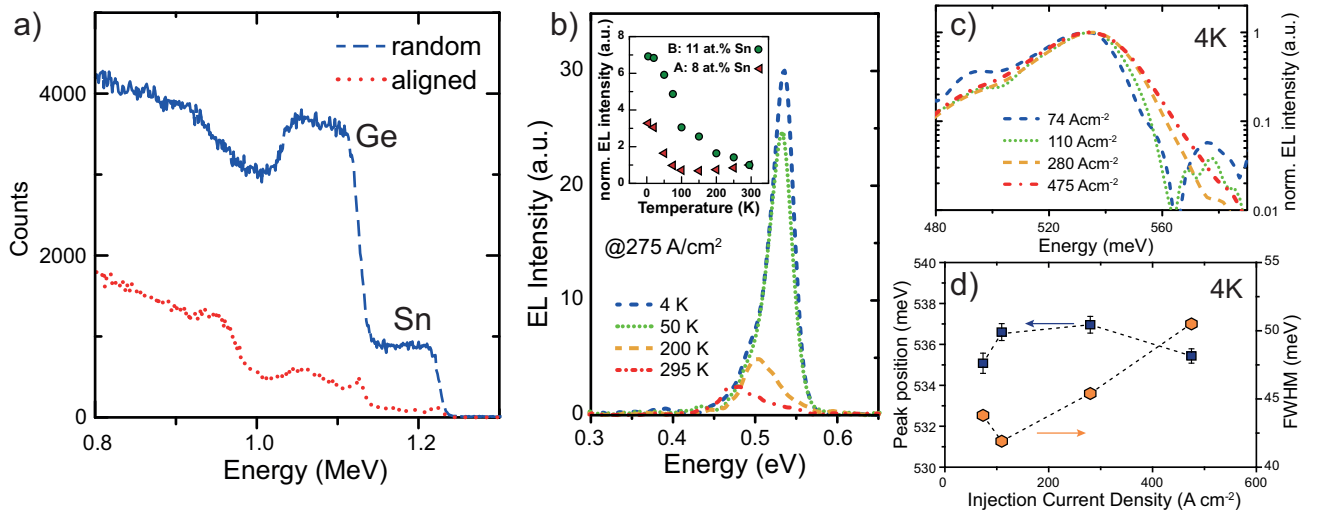 a)
random
aligned
Ge
Sn
4000
2000
0
Counts
0.8
1.0
1.2
Energy (MeV)
b)
30
20
10
0
EL Intensity (a.u.)
0.3
0.4
0.5
0.6
Energy (eV)
8
6
4
2
0
norm. EL intensity (a.u.)
B: 11 at.% Sn
A: 8 at.% Sn
0
100
200
300
Temperature (K)
@275 A/cm²
4 K
50 K
200 K
295 K
c)
4K
74 Acm⁻²
110 Acm⁻²
280 Acm⁻²
475 Acm⁻²
1
0.1
0.01
norm. EL intensity (a.u.)
480
520
560
Energy (meV)
d)
4K
540
538
536
534
532
530
Peak position (meV)
55
50
45
40
FWHM (meV)
0
200
400
600
Injection Current Density (A cm⁻²)